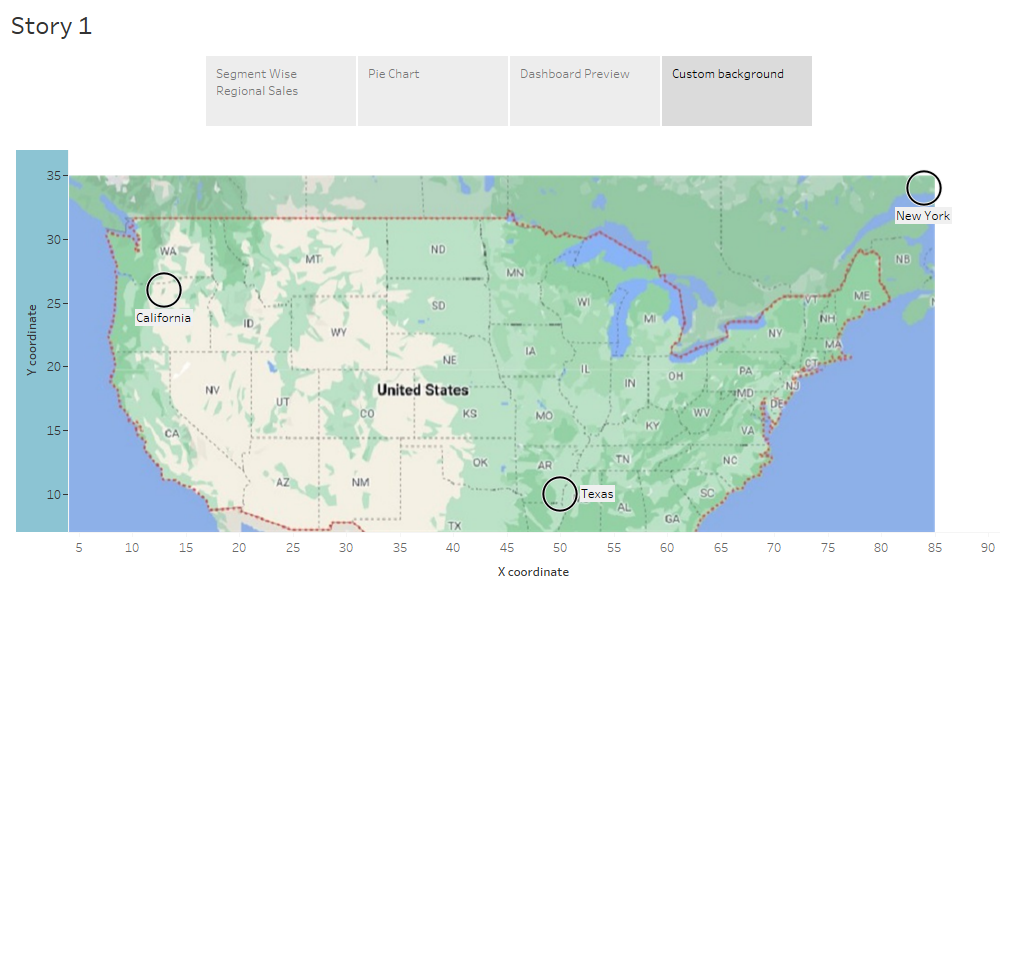 Story 1
Segment Wise
Regional Sales
Pie Chart
Dashboard Preview
Custom background
Y coordinate
35
30
25
20
15
10
New York
WA
MT
ND
MN
NB
California
ID
SD
WI
MI
VT
ME
NH
WY
IA
NY
MA
NE
IL
IN
OH
PA
CT
NJ
NV
UT
United States
CO
KS
MO
WV
MD
DE
KY
VA
CA
OK
AR
TN
NC
AZ
NM
Texas
SC
TX
AL
GA
5 10 15 20 25 30 35 40 45 50 55 60 65 70 75 80 85 90
X coordinate